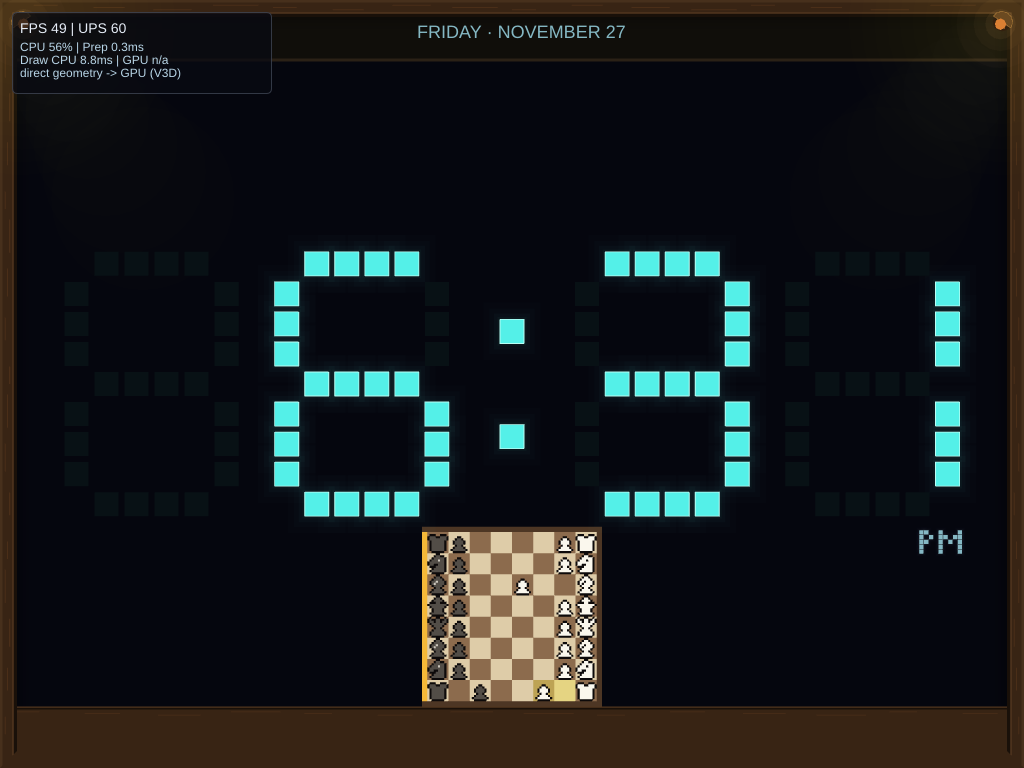 FPS 49 | UPS 60
CPU 56% | Prep 0.3ms
Draw CPU 8.8ms | GPU n/a
direct geometry -> GPU (V3D)
FRIDAY · NOVEMBER 27
6:31
PM